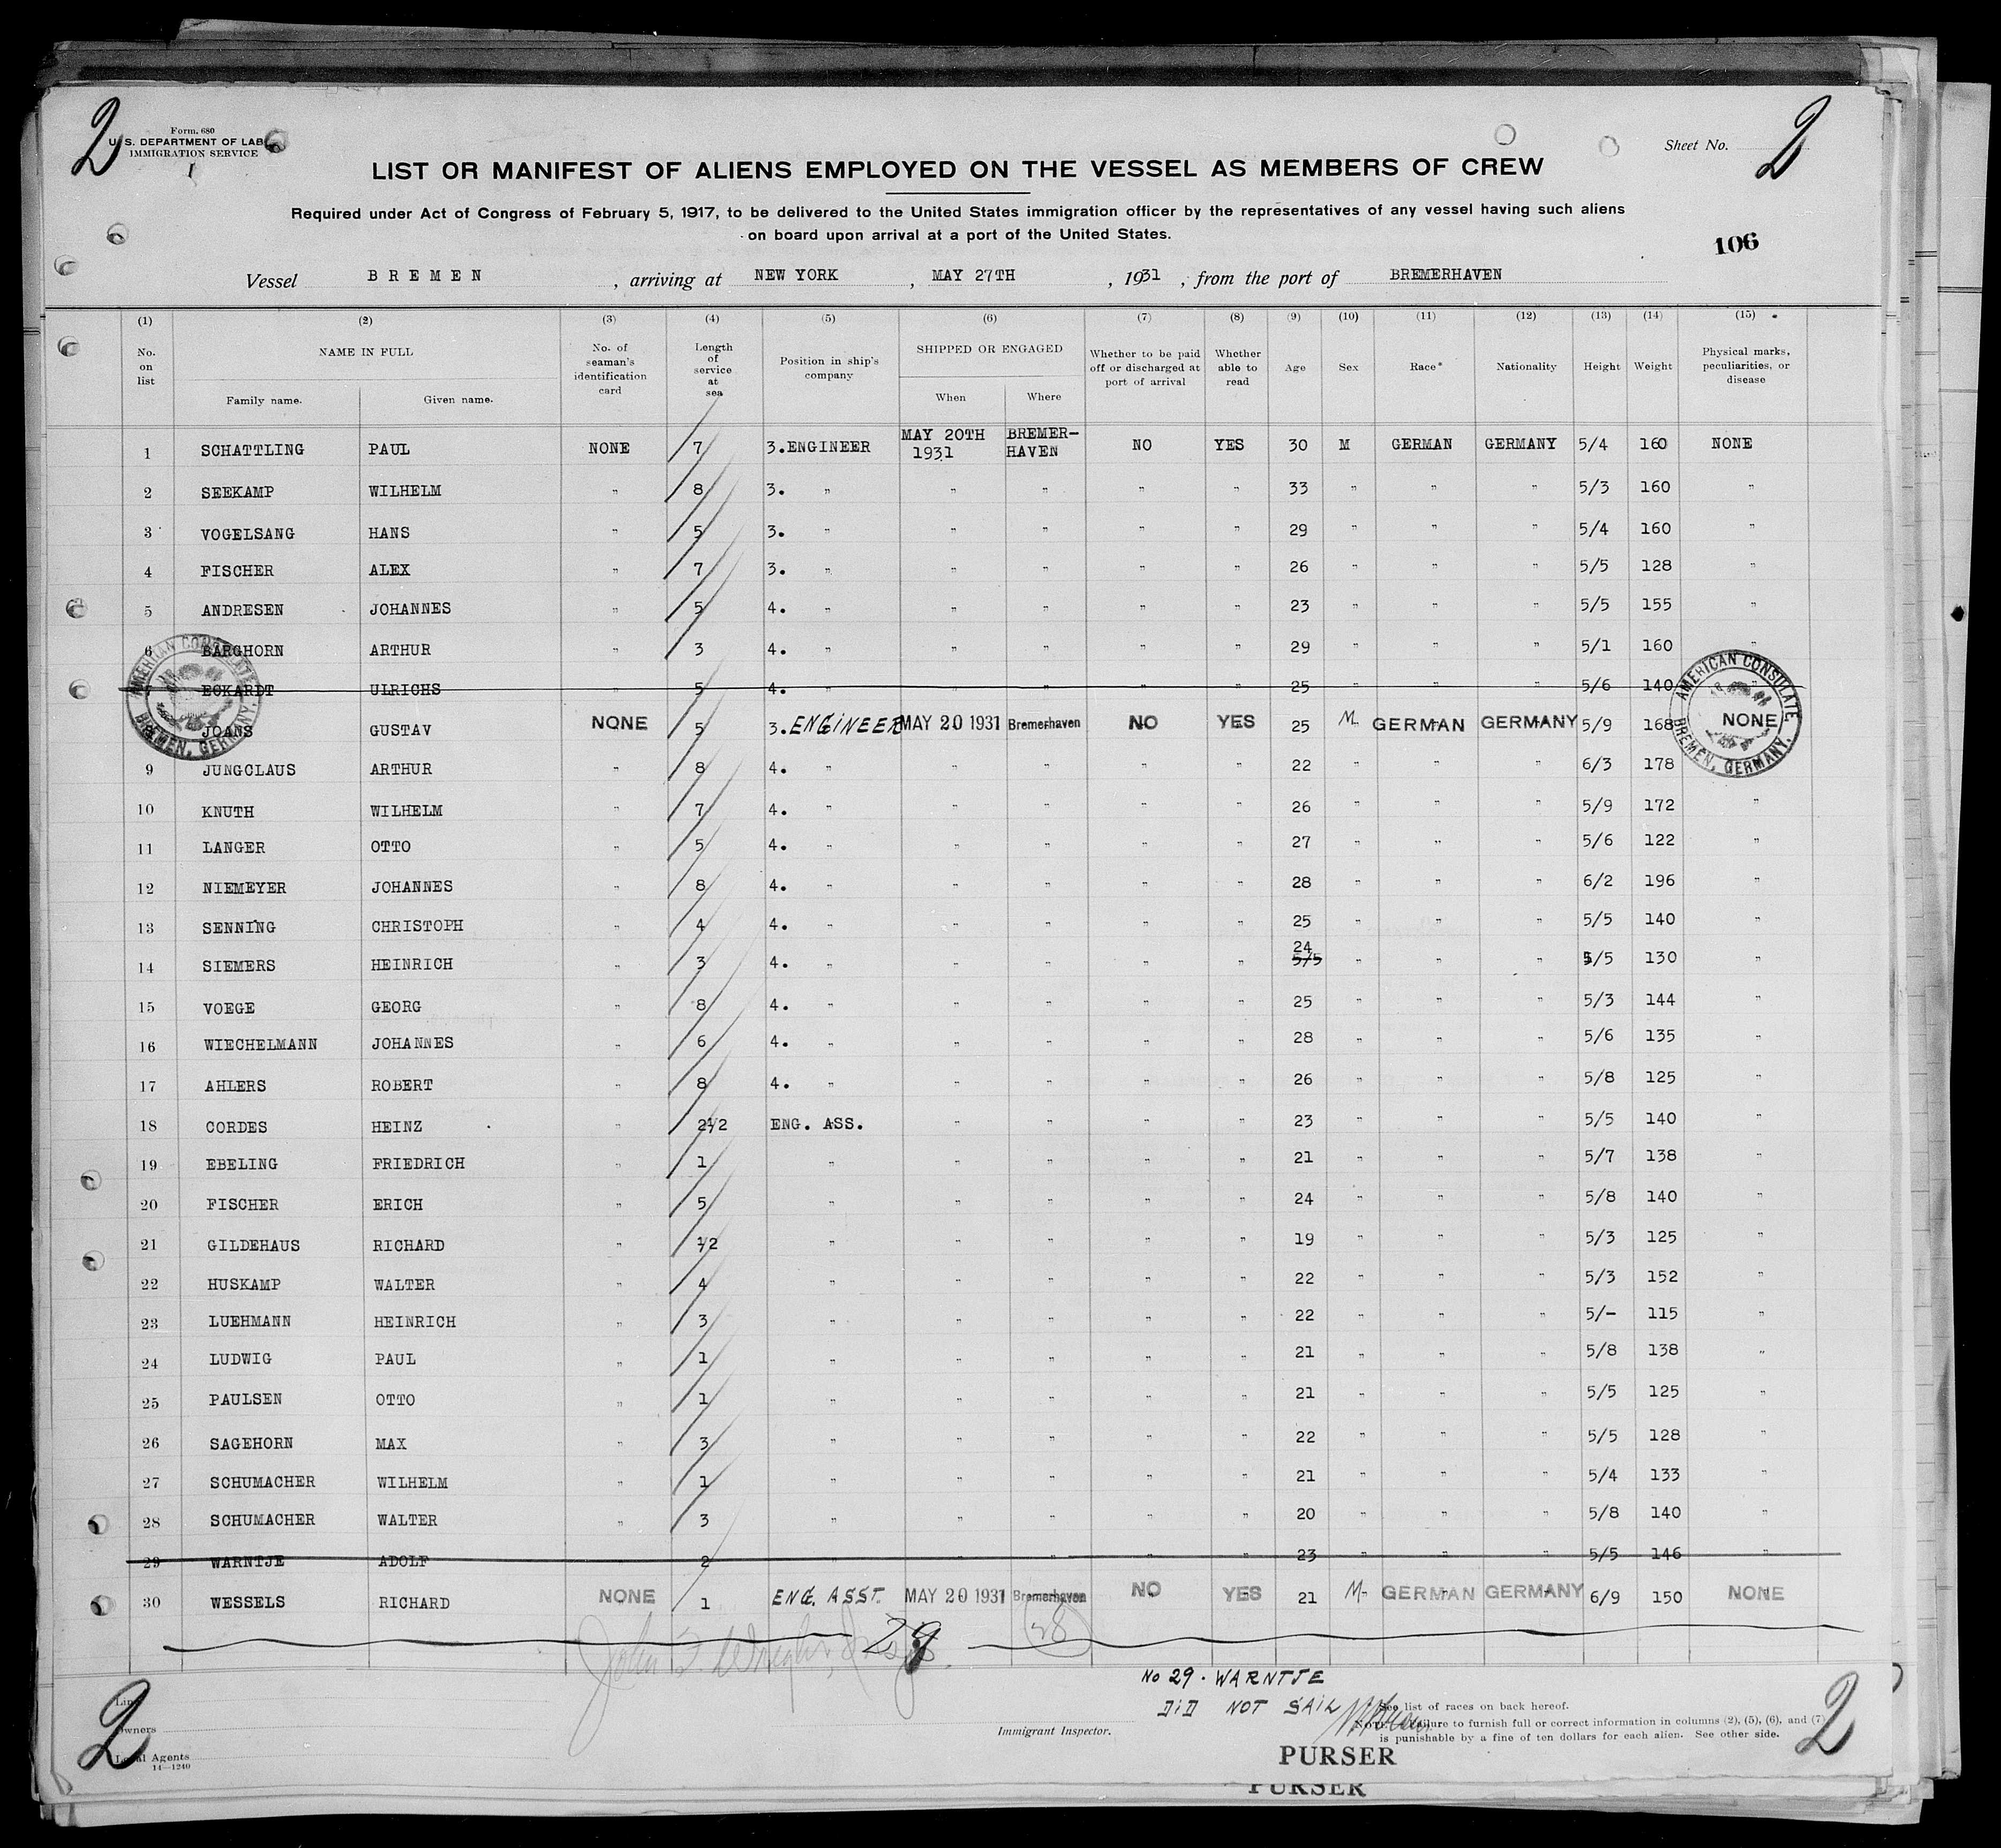 2 2
Form. 680
U. S. DEPARTMENT OF LAB
IMMIGRATION SERVICE
Sheet No.
LIST OR MANIFEST OF ALIENS EMPLOYED ON THE VESSEL AS MEMBERS OF CREW
Required under Act of Congress of February 5, 1917, to be delivered to the United States immigration officer by the representatives of any vessel having such aliens
on board upon arrival at a port of the United States.
106
Vessel BREMEN , arriving at NEW YORK , MAY 27TH , 1931 , from the port of BREMERHAVEN
(1) (2) (3) (4) (5) (6) (7) (8) (9) (10) (11) (12) (13) (14) (15)
No. on list NAME IN FULL Family name. Given name. No. of seaman's identification card Length of service at sea Position in ship's company SHIPPED OR ENGAGED When Where Whether to be paid off or discharged at port of arrival Whether able to read Age Sex Race* Nationality Height Weight Physical marks, peculiarities, or disease
1 SCHATTLING PAUL NONE 7 3.ENGINEER MAY 20TH 1931 BREMER-HAVEN NO YES 30 M GERMAN GERMANY 5/4 160 NONE
2 SEEKAMP WILHELM " 8 3. " " " " " 33 " " " 5/3 160 "
3 VOGELSANG HANS " 5 3. " " " " " 29 " " " 5/4 160 "
4 FISCHER ALEX " 7 3. " " " " " 26 " " " 5/5 128 "
5 ANDRESEN JOHANNES " 5 4. " " " " " 23 " " " 5/5 155 "
6 BARGHORN ARTHUR " 3 4. " " " " " 29 " " " 5/1 160 "
7 ECKARDT ULRICHS " 5 4. " " " " " 25 " " " 5/6 140 "
8 JOANS GUSTAV NONE 5 3. ENGINEER MAY 20 1931 Bremerhaven NO YES 25 M GERMAN GERMANY 5/9 168 NONE
AMERICAN CONSULATE BREMEN, GERMANY.
AMERICAN CONSULATE BREMEN, GERMANY.
9 JUNGCLAUS ARTHUR " 8 4. " " " " " 22 " " " 6/3 178
10 KNUTH WILHELM " 7 4. " " " " " 26 " " " 5/9 172 "
11 LANGER OTTO " 5 4. " " " " " 27 " " " 5/6 122 "
12 NIEMEYER JOHANNES " 8 4. " " " " " 28 " " " 6/2 196 "
13 SENNING CHRISTOPH " 4 4. " " " " " 25 " " " 5/5 140 "
14 SIEMERS HEINRICH " 3 4. " " " " " 24 5/5 " " " 5/5 130 "
15 VOEGE GEORG " 8 4. " " " " " 25 " " " 5/3 144 "
16 WIECHELMANN JOHANNES " 6 4. " " " " " 28 " " " 5/6 135 "
17 AHLERS ROBERT " 8 4. " " " " " 26 " " " 5/8 125 "
18 CORDES HEINZ " 2 1/2 ENG. ASS. " " " " 23 " " " 5/5 140 "
19 EBELING FRIEDRICH " 1 " " " " " 21 " " " 5/7 138 "
20 FISCHER ERICH " 5 " " " " " 24 " " " 5/8 140 "
21 GILDEHAUS RICHARD " 1/2 " " " " " 19 " " " 5/3 125 "
22 HUSKAMP WALTER " 4 " " " " " 22 " " " 5/3 152 "
23 LUEHMANN HEINRICH " 3 " " " " " 22 " " " 5/- 115 "
24 LUDWIG PAUL " 1 " " " " " 21 " " " 5/8 138 "
25 PAULSEN OTTO " 1 " " " " " 21 " " " 5/5 125 "
26 SAGEHORN MAX " 3 " " " " " 22 " " " 5/5 128 "
27 SCHUMACHER WILHELM " 1 " " " " " 21 " " " 5/4 133 "
28 SCHUMACHER WALTER " 3 " " " " " 20 " " " 5/8 140 "
29 WARNTJE ADOLF 2 " " " " " 23 " " " 5/5 146 "
30 WESSELS RICHARD NONE 1 ENG. ASST. MAY 20 1931 Bremerhaven NO YES 21 M GERMAN GERMANY 6/9 150 NONE
29 28
No 29. WARNTJE
DID NOT SAIL
Immigrant Inspector.
See list of races on back hereof.
Failure to furnish full or correct information in columns (2), (5), (6), and (7)
is punishable by a fine of ten dollars for each alien. See other side.
Line
Owners
Local Agents
14—1240
2 2
PURSER
PURSER